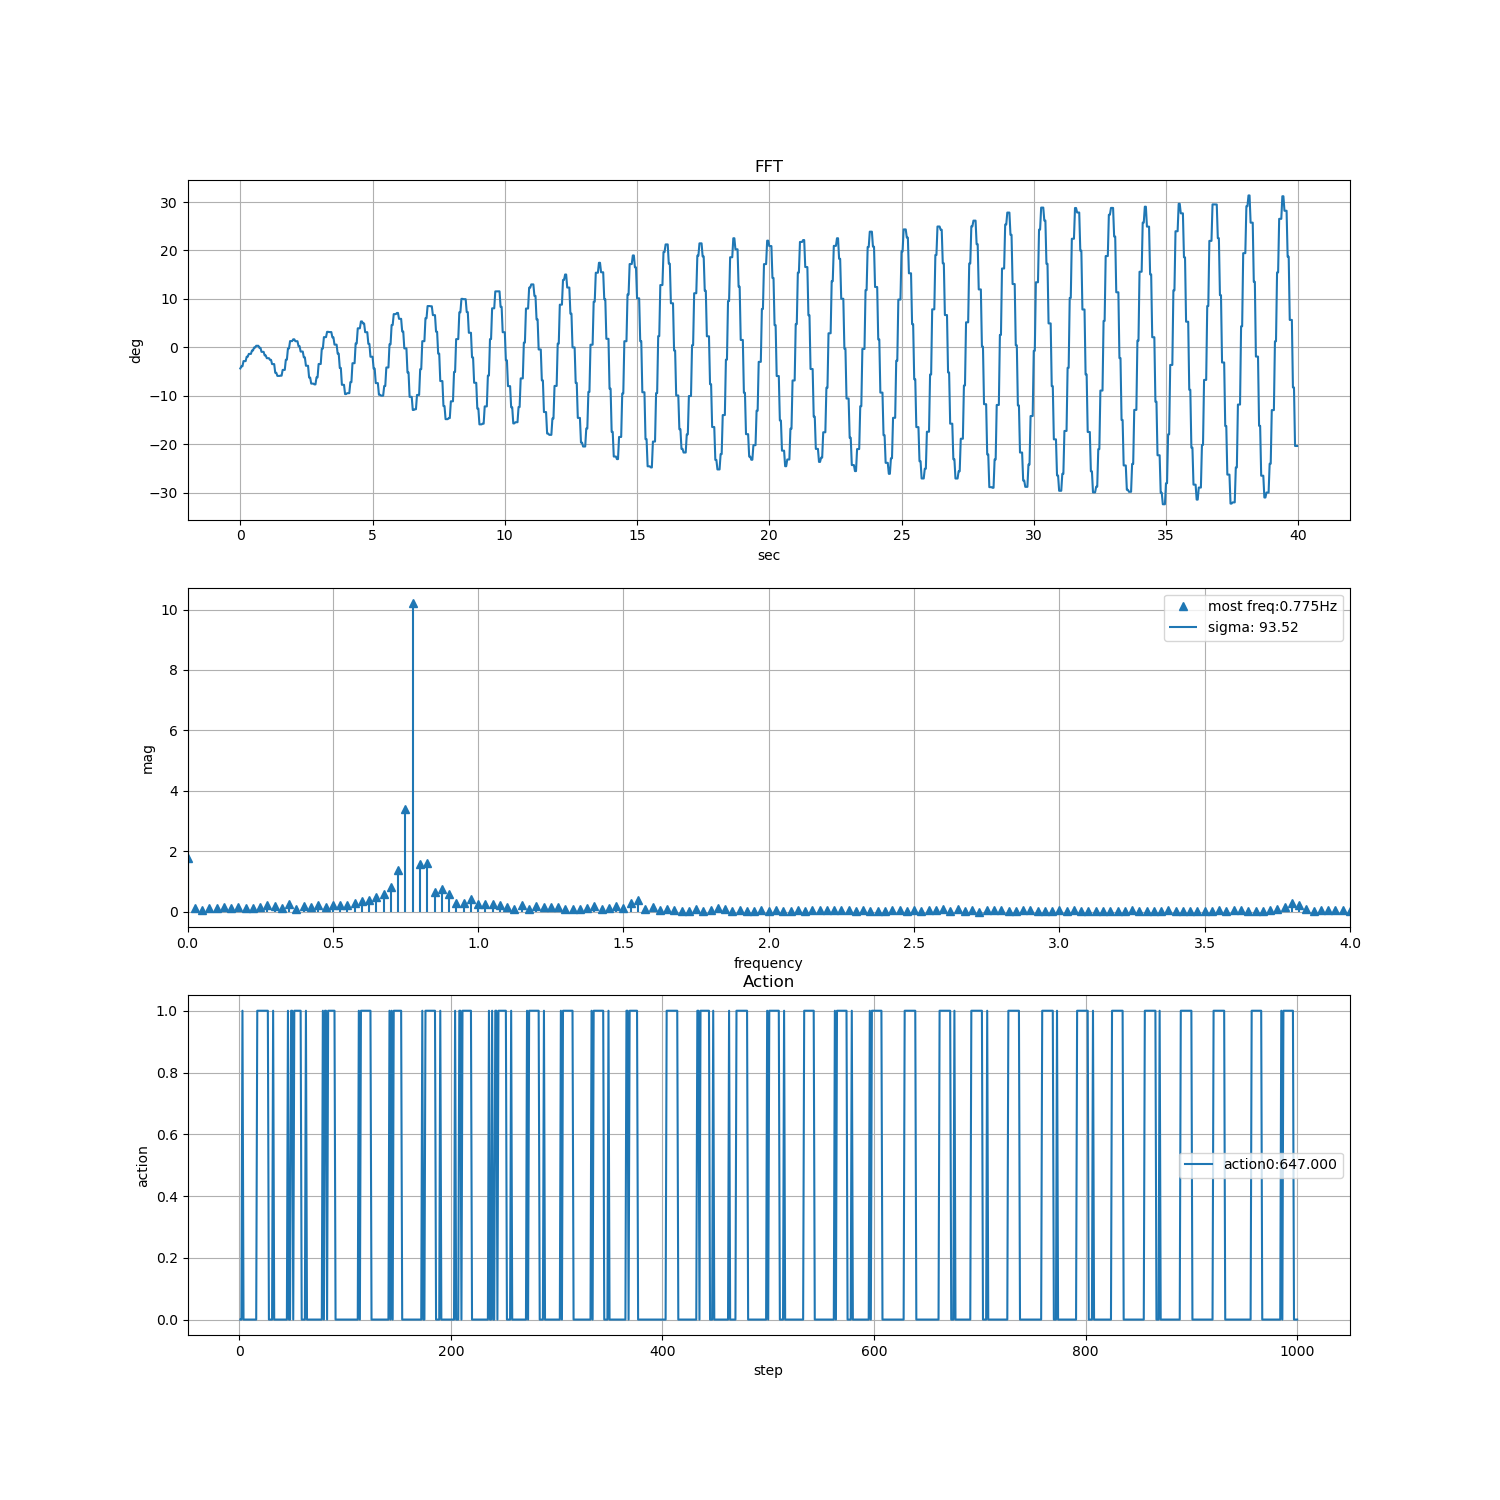 FFT
30
20
10
0
−10
−20
−30
deg
0 5 10 15 20 25 30 35 40
sec
most freq:0.775Hz
sigma: 93.52
10
8
6
4
2
0
mag
0.0 0.5 1.0 1.5 2.0 2.5 3.0 3.5 4.0
frequency
Action
1.0
0.8
0.6
0.4
0.2
0.0
action
action0:647.000
0 200 400 600 800 1000
step